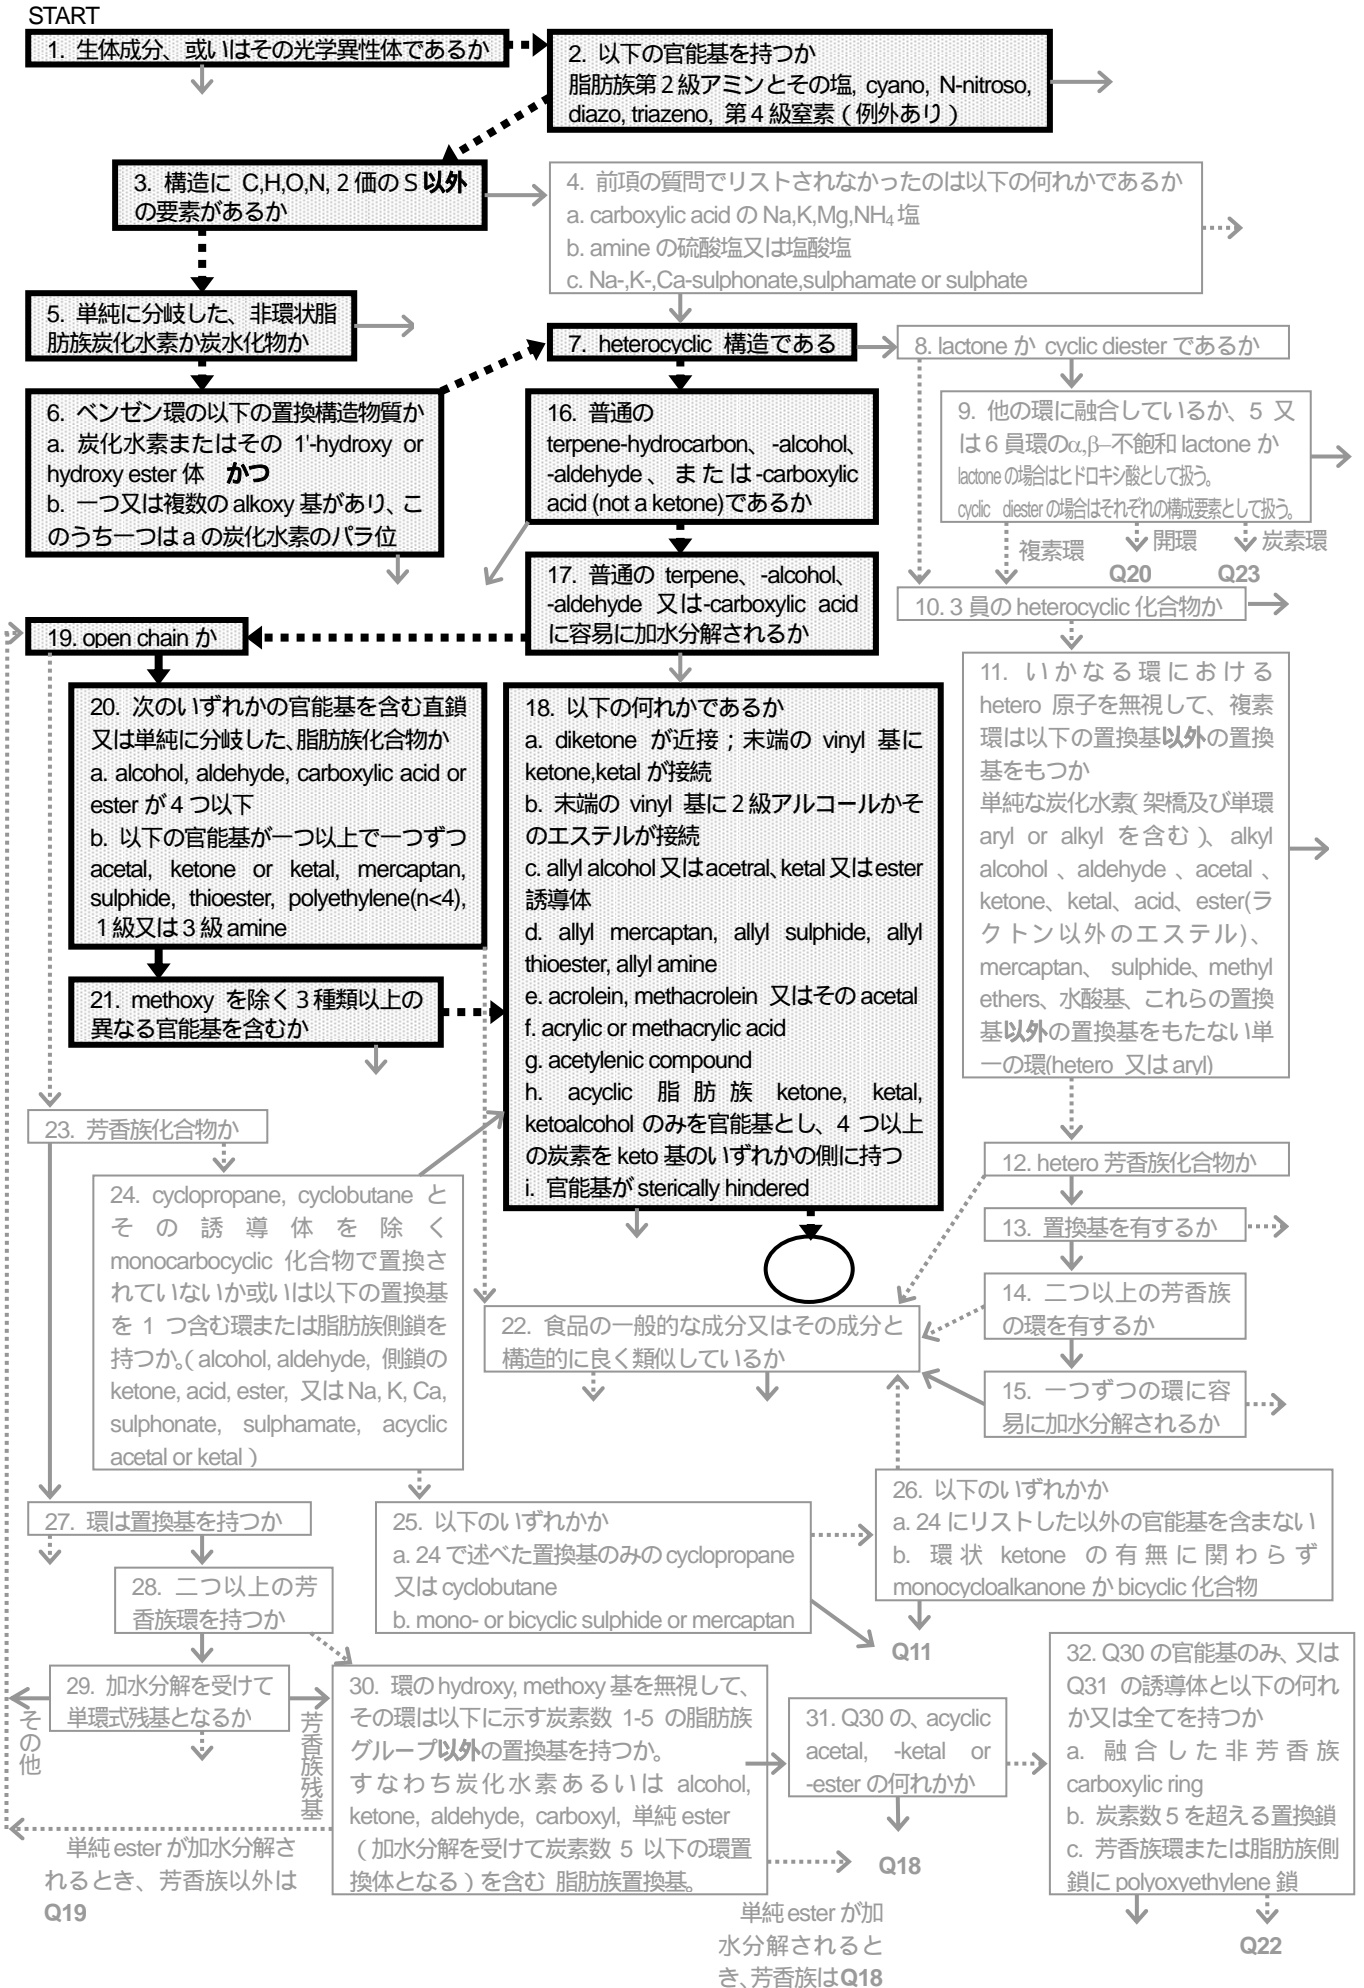 START
1. 生体成分、或いはその光学異性体であるか
2. 以下の官能基を持つか
脂肪族第2級アミンとその塩, cyano, N-nitroso,
diazo, triazeno, 第4級窒素（例外あり）
3. 構造に C,H,O,N, 2価のS以外
の要素があるか
4. 前項の質問でリストされなかったのは以下の何れかであるか
a. carboxylic acid の Na,K,Mg,NH4 塩
b. amine の硫酸塩又は塩酸塩
c. Na-,K-,Ca-sulphonate,sulphamate or sulphate
5. 単純に分岐した、非環状脂
肪族炭化水素か炭水化物か
7. heterocyclic 構造である
8. lactone か cyclic diester であるか
6. ベンゼン環の以下の置換構造物質か
a. 炭化水素またはその 1'-hydroxy or
hydroxy ester 体 かつ
b. 一つ又は複数の alkoxy 基があり、こ
のうち一つは a の炭化水素のパラ位
16. 普通の
terpene-hydrocarbon、-alcohol、
-aldehyde、または-carboxylic
acid (not a ketone)であるか
9. 他の環に融合しているか、5 又
は 6 員環のα,β–不飽和 lactone か
lactone の場合はヒドロキシ酸として扱う。
cyclic diester の場合はそれぞれの構成要素として扱う。
複素環
開環
炭素環
Q20
Q23
17. 普通の terpene、-alcohol、
-aldehyde 又は-carboxylic acid
に容易に加水分解されるか
10. 3 員の heterocyclic 化合物か
19. open chain か
20. 次のいずれかの官能基を含む直鎖
又は単純に分岐した、脂肪族化合物か
a. alcohol, aldehyde, carboxylic acid or
ester が 4 つ以下
b. 以下の官能基が一つ以上で一つずつ
acetal, ketone or ketal, mercaptan,
sulphide, thioester, polyethylene(n<4),
1級又は3級 amine
21. methoxy を除く3種類以上の
異なる官能基を含むか
18. 以下の何れかであるか
a. diketone が近接；末端の vinyl 基に
ketone,ketal が接続
b. 末端の vinyl 基に2級アルコールかそ
のエステルが接続
c. allyl alcohol 又は acetral、ketal 又は ester
誘導体
d. allyl mercaptan, allyl sulphide, allyl
thioester, allyl amine
e. acrolein, methacrolein 又はその acetal
f. acrylic or methacrylic acid
g. acetylenic compound
h. acyclic 脂肪族 ketone, ketal,
ketoalcohol のみを官能基とし、4 つ以上
の炭素を keto 基のいずれかの側に持つ
i. 官能基が sterically hindered
11. いかなる環における
hetero 原子を無視して、複素
環は以下の置換基以外の置換
基をもつか
単純な炭化水素(架橋及び単環
aryl or alkyl を含む)、alkyl
alcohol、aldehyde、acetal、
ketone、ketal、acid、ester(ラ
クトン以外のエステル)、
mercaptan、 sulphide、methyl
ethers、水酸基、これらの置換
基以外の置換基をもたない単
一の環(hetero 又は aryl)
23. 芳香族化合物か
24. cyclopropane, cyclobutane と
その誘導体を除く
monocarbocyclic 化合物で置換さ
れていないか或いは以下の置換基
を 1 つ含む環または脂肪族側鎖を
持つか。(alcohol, aldehyde, 側鎖の
ketone, acid, ester, 又は Na, K, Ca,
sulphonate, sulphamate, acyclic
acetal or ketal）
12. hetero 芳香族化合物か
13. 置換基を有するか
14. 二つ以上の芳香族
の環を有するか
15. 一つずつの環に容
易に加水分解されるか
22. 食品の一般的な成分又はその成分と
構造的に良く類似しているか
27. 環は置換基を持つか
25. 以下のいずれかか
a. 24 で述べた置換基のみの cyclopropane
又は cyclobutane
b. mono- or bicyclic sulphide or mercaptan
26. 以下のいずれかか
a. 24 にリストした以外の官能基を含まない
b. 環状 ketone の有無に関わらず
monocycloalkanone か bicyclic 化合物
Q11
28. 二つ以上の芳
香族環を持つか
29. 加水分解を受けて
単環式残基となるか
その他
芳香族残基
30. 環の hydroxy, methoxy 基を無視して、
その環は以下に示す炭素数 1-5 の脂肪族
グループ以外の置換基を持つか。
すなわち炭化水素あるいは alcohol,
ketone, aldehyde, carboxyl, 単純 ester
（加水分解を受けて炭素数 5 以下の環置
換体となる）を含む 脂肪族置換基。
31. Q30 の、acyclic
acetal, -ketal or
-ester の何れかか
Q18
32. Q30 の官能基のみ、又は
Q31 の誘導体と以下の何れ
か又は全てを持つか
a. 融合した非芳香族
carboxylic ring
b. 炭素数 5 を超える置換鎖
c. 芳香族環または脂肪族側
鎖に polyoxyethylene 鎖
Q22
単純 ester が加水分解さ
れるとき、芳香族以外は
Q19
単純 ester が加
水分解されると
き、芳香族は Q18